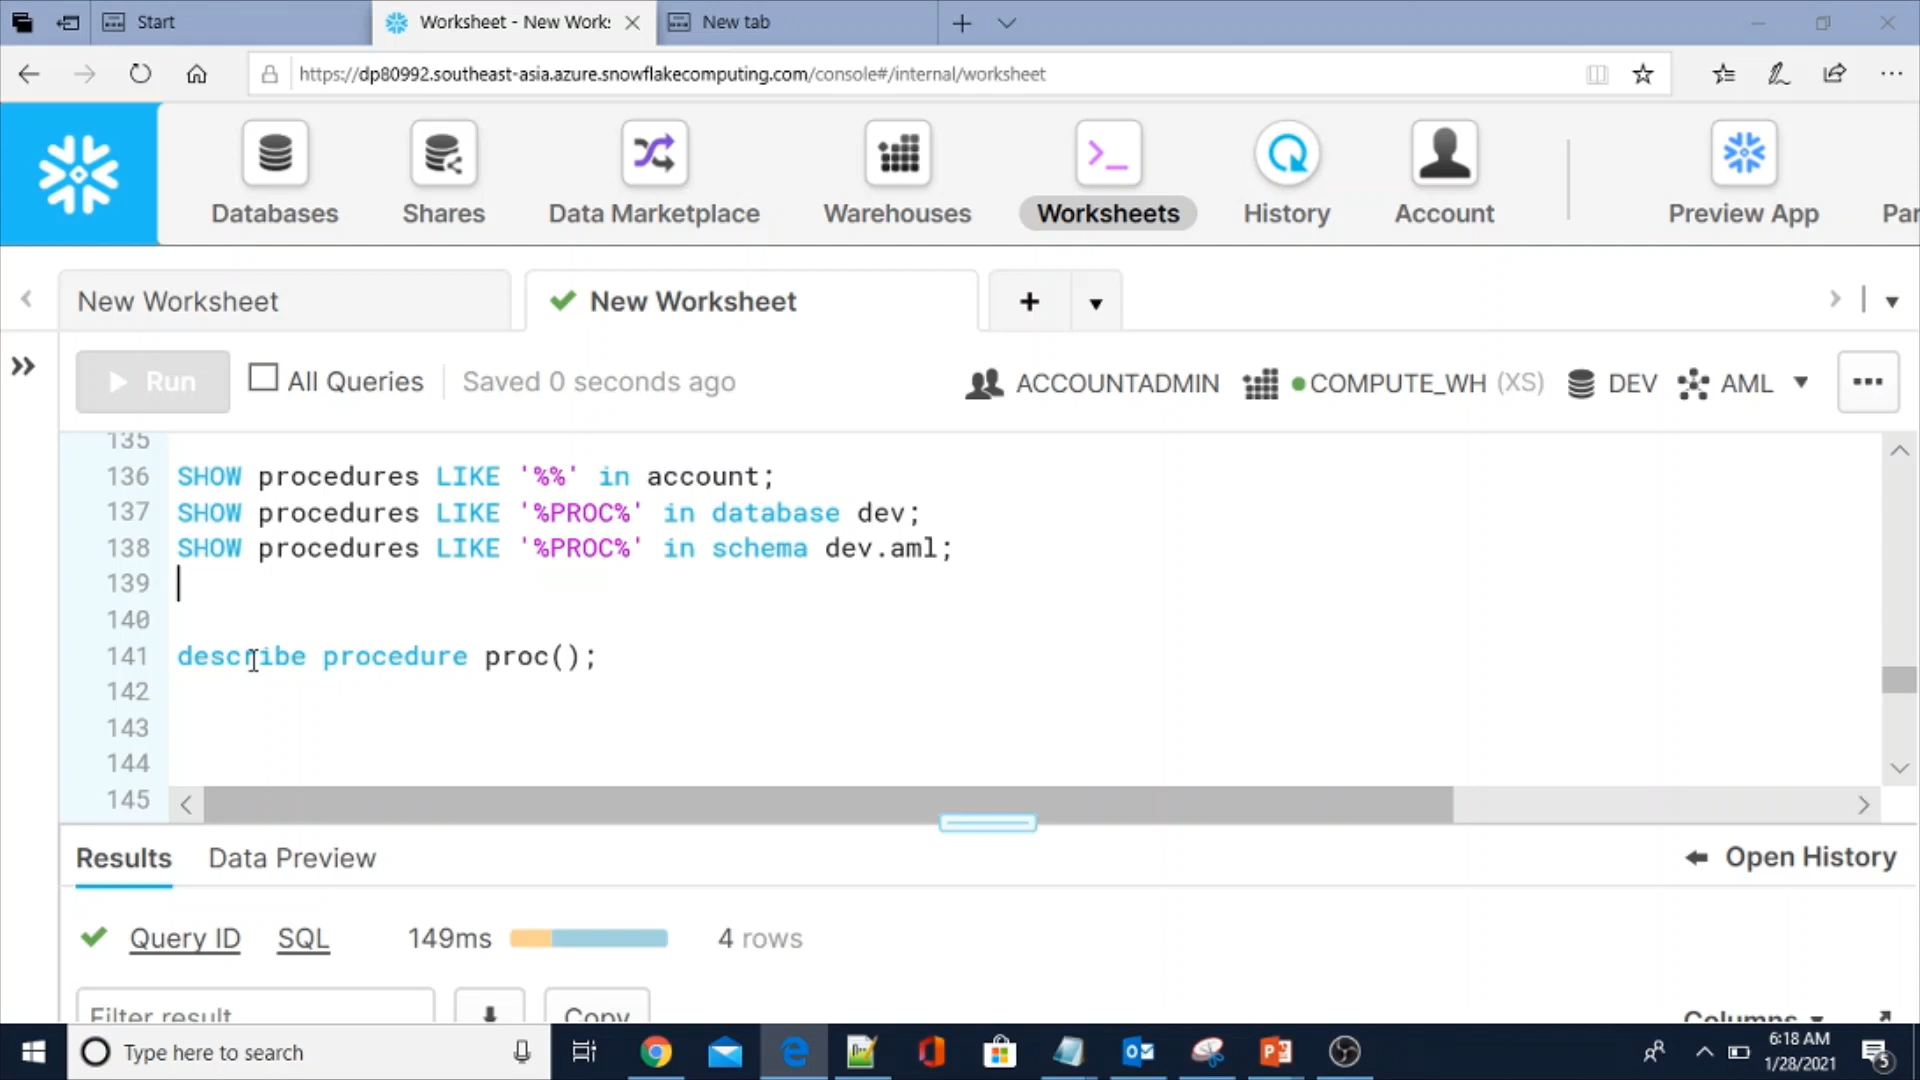 Start
Worksheet - New Work:
New tab
https://dp80992.southeast-asia.azure.snowflakecomputing.com/console#/internal/worksheet
Databases
Shares
Data Marketplace
Warehouses
Worksheets
History
Account
Preview App
Par
New Worksheet
New Worksheet
Run
All Queries
Saved 0 seconds ago
ACCOUNTADMIN
COMPUTE_WH (XS)
DEV
AML
135
136 SHOW procedures LIKE '%%' in account;
137 SHOW procedures LIKE '%PROC%' in database dev;
138 SHOW procedures LIKE '%PROC%' in schema dev.aml;
139
140
141 describe procedure proc();
142
143
144
145
Results
Data Preview
Open History
Query ID
SQL
149ms
4 rows
Filter result
Copy
Columns
Type here to search
6:18 AM
1/28/2021
5